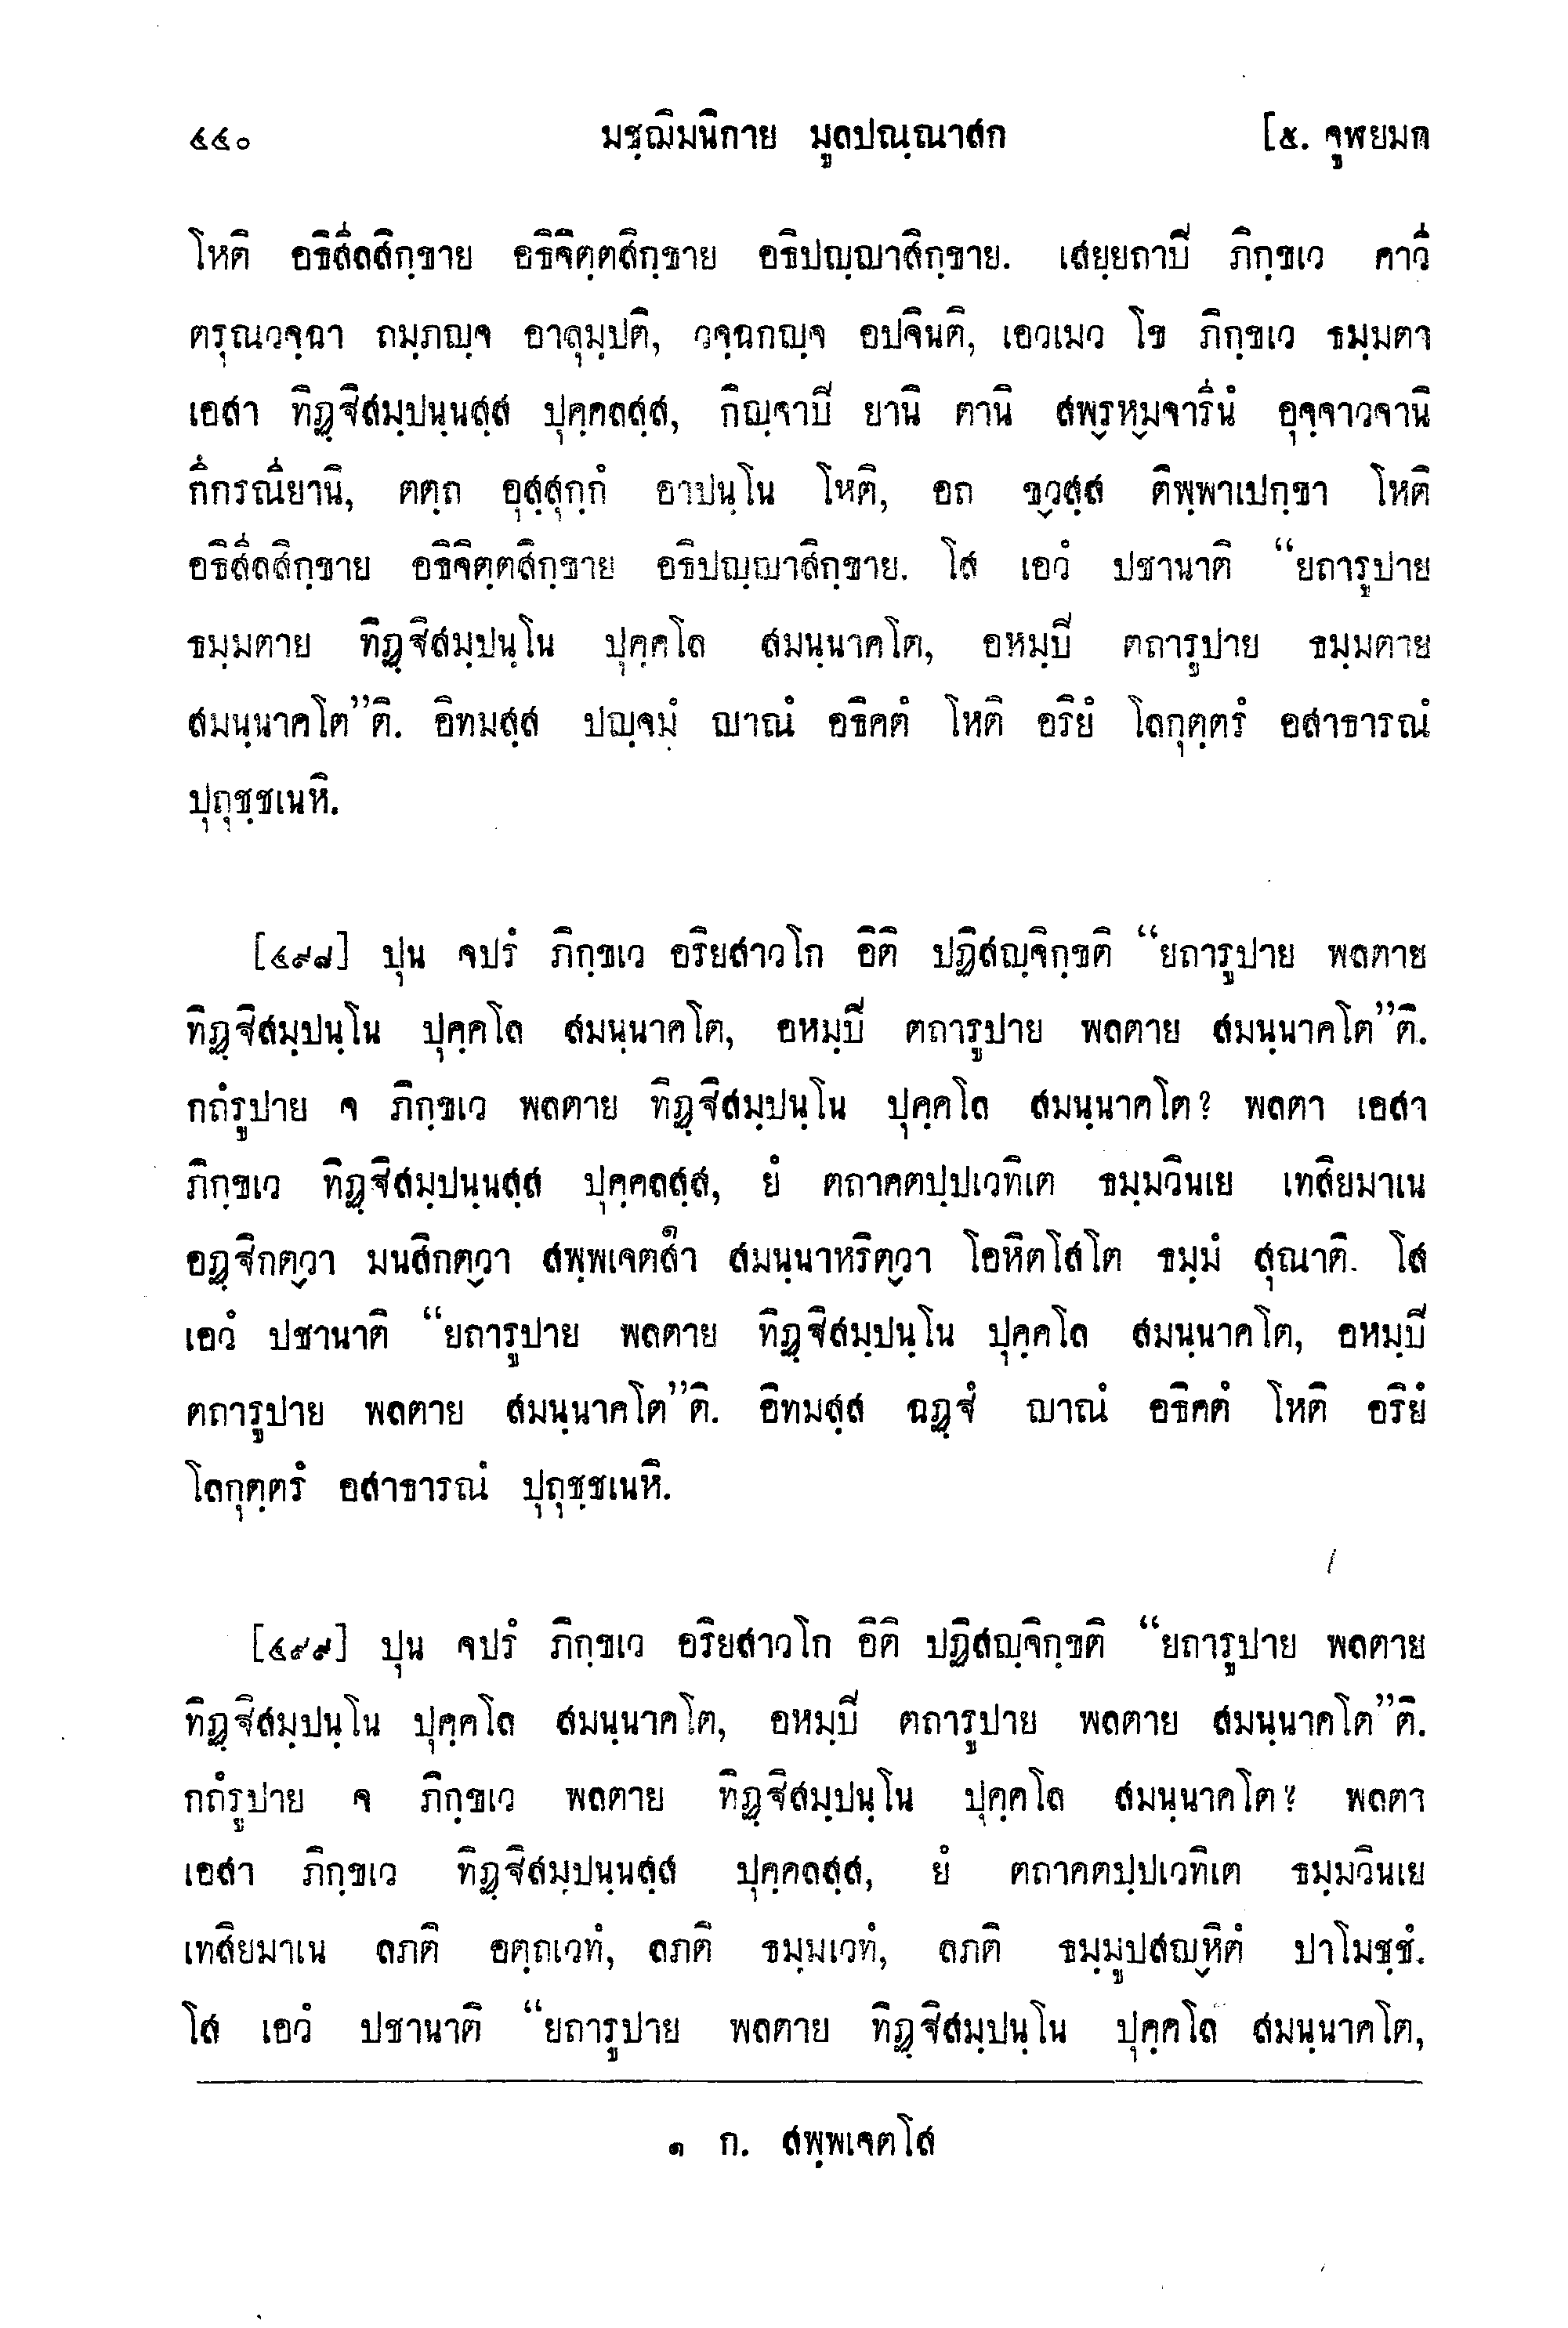 ๔๔๐ มชฺฌิมนิกาย มูลปณฺณาสก [๕. จูฬยมก
โหติ อธิสีลสิกฺขาย อธิจิตฺตสิกฺขาย อธิปญฺญาสิกฺขาย. เสยฺยถาปิ ภิกฺขเว คาวี
ตรุณวจฺฉา ถมฺภญฺจ อาลุมฺปติ, วจฺฉกญฺจ อปจินติ, เอวเมว โข ภิกฺขเว ธมฺมตา
เอสา ทิฏฺฐิสมฺปนฺนสฺส ปุคฺคลสฺส, กิญฺจาปิ ยานิ ตานิ สพฺรหฺมจารีนํ อุจฺจาวจานิ
กึกรณียานิ, ตตฺถ อุสฺสุกฺกํ อาปนฺโน โหติ, อถ ขฺวสฺส ติพฺพาเปกฺขา โหติ
อธิสีลสิกฺขาย อธิจิตฺตสิกฺขาย อธิปญฺญาสิกฺขาย. โส เอวํ ปชานาติ “ยถารูปาย
ธมฺมตาย ทิฏฺฐิสมฺปนฺโน ปุคฺคโล สมนฺนาคโต, อหมฺปิ ตถารูปาย ธมฺมตาย
สมนฺนาคโต”ติ. อิทมสฺส ปญฺจมํ ญาณํ อธิคตํ โหติ อริยํ โลกุตฺตรํ อสาธารณํ
ปุถุชฺชเนหิ.
[๔๙๘] ปุน จปรํ ภิกฺขเว อริยสาวโก อิติ ปฏิสญฺจิกฺขติ “ยถารูปาย พลตาย
ทิฏฺฐิสมฺปนฺโน ปุคฺคโล สมนฺนาคโต, อหมฺปิ ตถารูปาย พลตาย สมนฺนาคโต”ติ.
กถํรูปาย จ ภิกฺขเว พลตาย ทิฏฺฐิสมฺปนฺโน ปุคฺคโล สมนฺนาคโต? พลตา เอสา
ภิกฺขเว ทิฏฺฐิสมฺปนฺนสฺส ปุคฺคลสฺส, ยํ ตถาคตปฺปเวทิเต ธมฺมวินเย เทสิยมาเน
อฏฺฐิกตฺวา มนสิกตฺวา สพฺพเจตสา๑ สมนฺนาหริตฺวา โอหิตโสโต ธมฺมํ สุณาติ. โส
เอวํ ปชานาติ “ยถารูปาย พลตาย ทิฏฺฐิสมฺปนฺโน ปุคฺคโล สมนฺนาคโต, อหมฺปิ
ตถารูปาย พลตาย สมนฺนาคโต”ติ. อิทมสฺส ฉฏฺฐํ ญาณํ อธิคตํ โหติ อริยํ
โลกุตฺตรํ อสาธารณํ ปุถุชฺชเนหิ.
[๔๙๙] ปุน จปรํ ภิกฺขเว อริยสาวโก อิติ ปฏิสญฺจิกฺขติ “ยถารูปาย พลตาย
ทิฏฺฐิสมฺปนฺโน ปุคฺคโล สมนฺนาคโต, อหมฺปิ ตถารูปาย พลตาย สมนฺนาคโต”ติ.
กถํรูปาย จ ภิกฺขเว พลตาย ทิฏฺฐิสมฺปนฺโน ปุคฺคโล สมนฺนาคโต? พลตา
เอสา ภิกฺขเว ทิฏฺฐิสมฺปนฺนสฺส ปุคฺคลสฺส, ยํ ตถาคตปฺปเวทิเต ธมฺมวินเย
เทสิยมาเน ลภติ อตฺถเวทํ, ลภติ ธมฺมเวทํ, ลภติ ธมฺมูปสญฺหิตํ ปาโมชฺชํ.
โส เอวํ ปชานาติ “ยถารูปาย พลตาย ทิฏฺฐิสมฺปนฺโน ปุคฺคโล สมนฺนาคโต,
๑ ก. สพฺพเจตโส